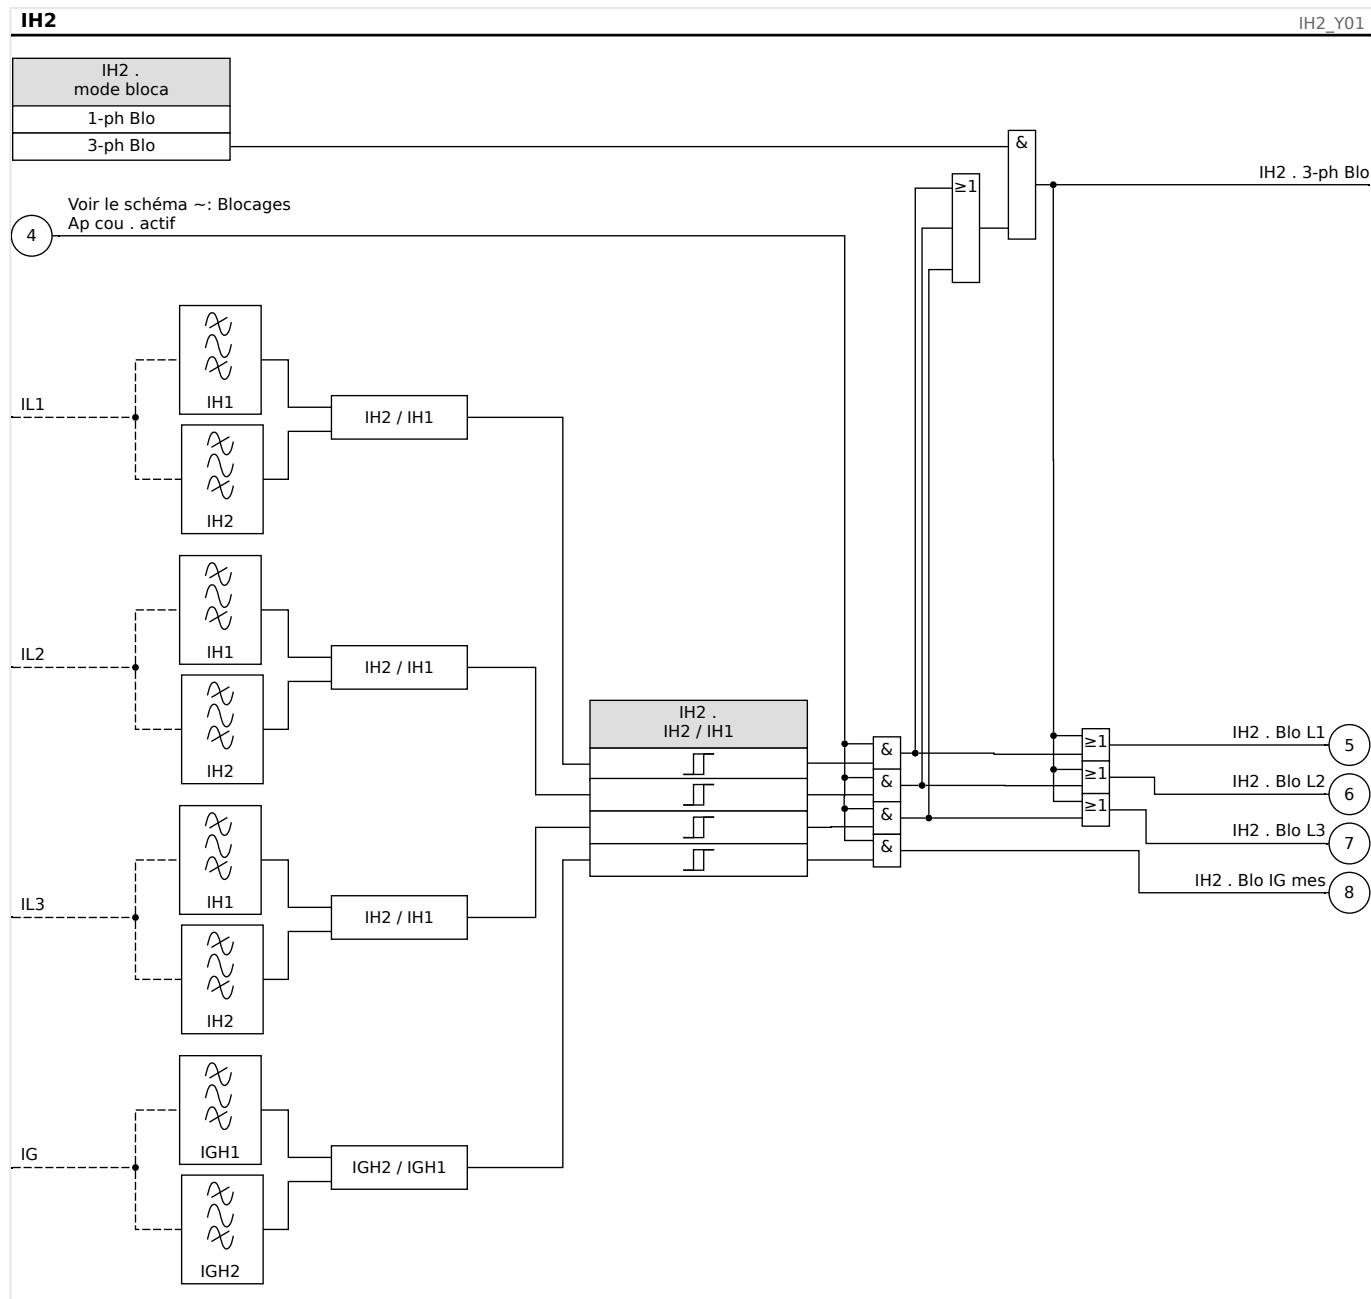 IH2
IH2_Y01
IH2 .
mode bloca
1-ph Blo
3-ph Blo
&
IH2 . 3-ph Blo
≥1
Voir le schéma ~: Blocages
Ap cou . actif
4
IH1
IL1
IH2 / IH1
IH2
IH1
IL2
IH2 / IH1
IH2
IH2 .
IH2 / IH1
&
&
&
&
≥1
≥1
≥1
IH2 . Blo L1
5
IH2 . Blo L2
6
IH2 . Blo L3
7
IH2 . Blo IG mes
8
IH1
IL3
IH2 / IH1
IH2
IGH1
IG
IGH2 / IGH1
IGH2